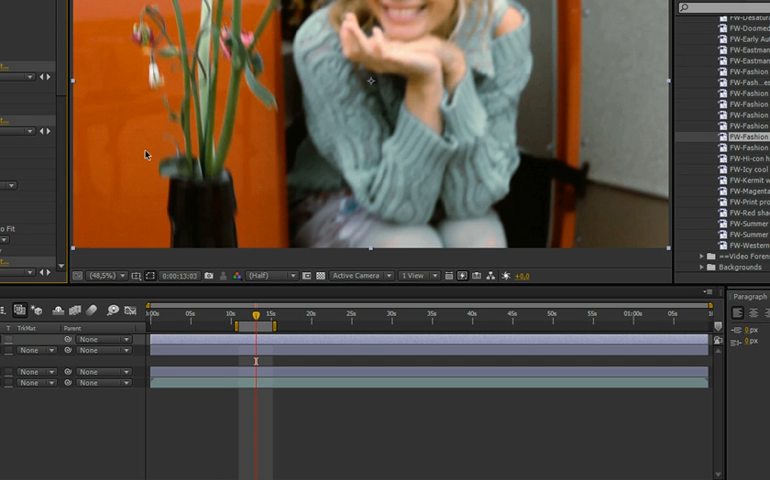 FW-Doomed
FW-Early Au
FW-Eastman
FW-Eastman
FW-Fashion
FW-Fash...es
FW-Fashion
FW-Fashion
FW-Fashion
FW-Fashion
FW-Fashion
FW-Fashion
FW-Hi-con h
FW-Icy cool
FW-Kermit w
FW-Magenta
FW-Print pro
FW-Red sha
FW-Summer
FW-Summer
FW-Western
==Video Foren
Backgrounds
o Fit
(48,5%)
0:00:13:03
(Half)
Active Camera
1 View
+0,0
T TrkMat Parent
:00s 05s 10s 15s 20s 25s 30s 35s 40s 45s 50s 55s 01:00s 05s
None
None None
None None
None None
Paragraph
0 px
0 px